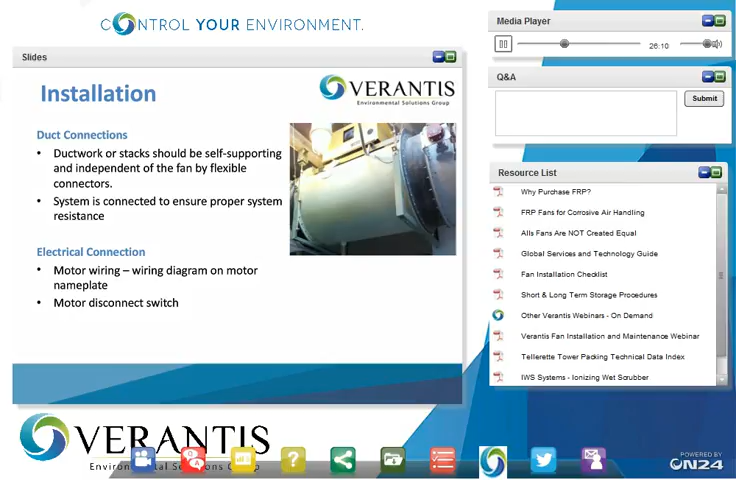 CONTROL YOUR ENVIRONMENT.
Slides
Installation
VERANTIS
Environmental Solutions Group
Duct Connections
• Ductwork or stacks should be self-supporting
and independent of the fan by flexible
connectors.
• System is connected to ensure proper system
resistance
Electrical Connection
• Motor wiring – wiring diagram on motor
nameplate
• Motor disconnect switch
Media Player
26:10
Q&A
Submit
Resource List
Why Purchase FRP?
FRP Fans for Corrosive Air Handling
Alls Fans Are NOT Created Equal
Global Services and Technology Guide
Fan Installation Checklist
Short & Long Term Storage Procedures
Other Verantis Webinars - On Demand
Verantis Fan Installation and Maintenance Webinar
Tellerette Tower Packing Technical Data Index
IWS Systems - Ionizing Wet Scrubber
VERANTIS
Environmental Solutions Group
Q
A
?
POWERED BY
ON24